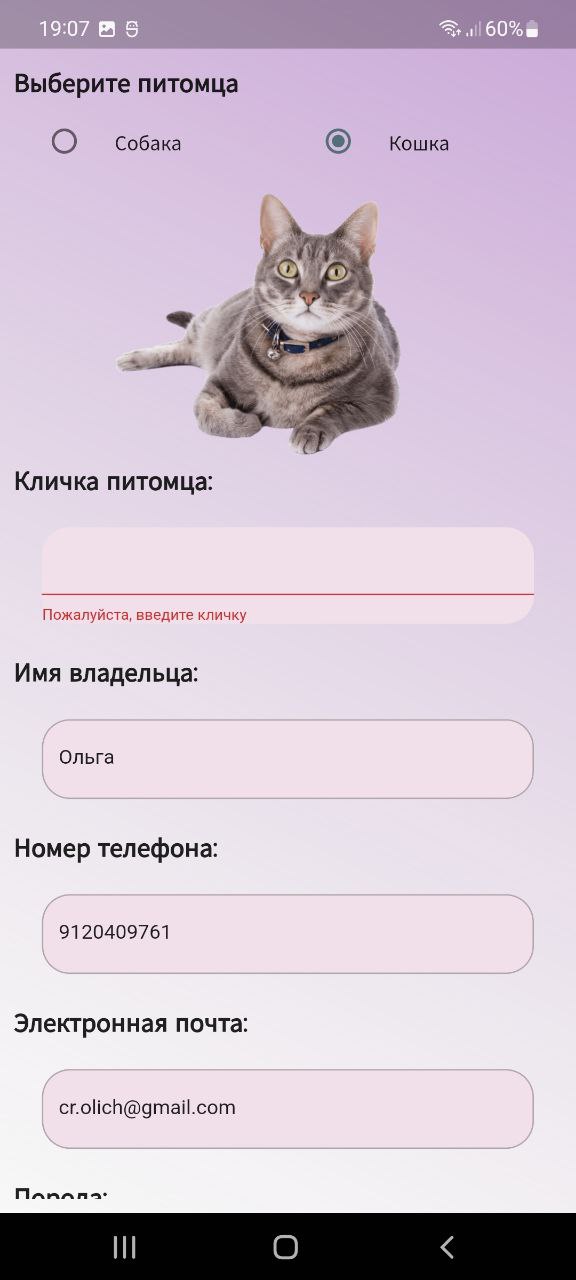 19:07 60%
Выберите питомца
Собака Кошка
Кличка питомца:
Пожалуйста, введите кличку
Имя владельца:
Ольга
Номер телефона:
9120409761
Электронная почта:
cr.olich@gmail.com
Порода: